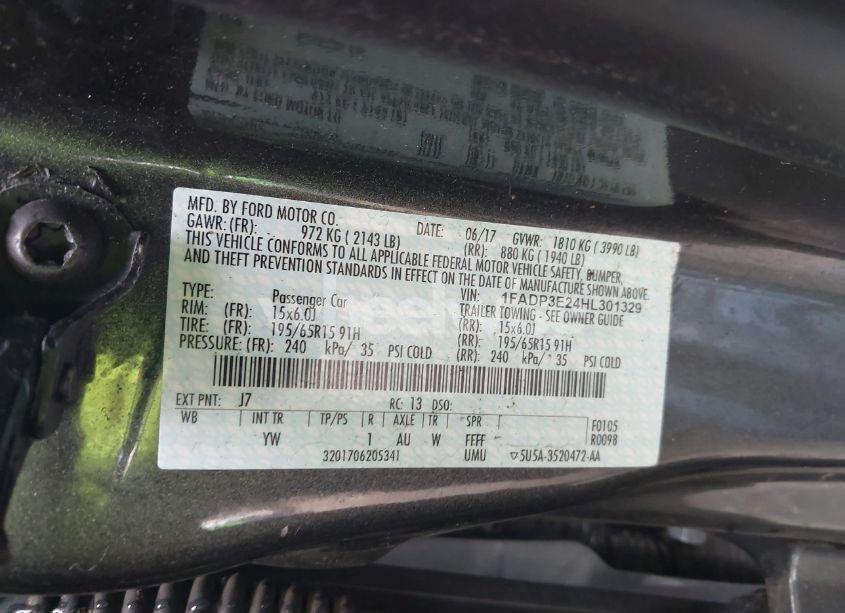 MFD. BY FORD MOTOR CO. DATE: 06/17 GVWR: 1810 KG ( 3990 LB)
GAWR: (FR): 972 KG ( 2143 LB) (RR): 880 KG ( 1940 LB)
THIS VEHICLE CONFORMS TO ALL APPLICABLE FEDERAL MOTOR VEHICLE SAFETY, BUMPER,
AND THEFT PREVENTION STANDARDS IN EFFECT ON THE DATE OF MANUFACTURE SHOWN ABOVE.
VIN: 1FADP3E24HL301329
TYPE: Passenger Car TRAILER TOWING - SEE OWNER GUIDE
RIM: (FR): 15x6.0J (RR): 15x6.0J
TIRE: (FR): 195/65R15 91H (RR): 195/65R15 91H
PRESSURE: (FR): 240 kPa/ 35 PSI COLD (RR): 240 kPa/ 35 PSI COLD
EXT PNT: J7 RC: 13 DSO:
WB INT TR TP/PS R AXLE TR SPR F0105
YW 1 AU W FFFF R0098
3201706205341 UMU ▽5U5A-3520472-AA